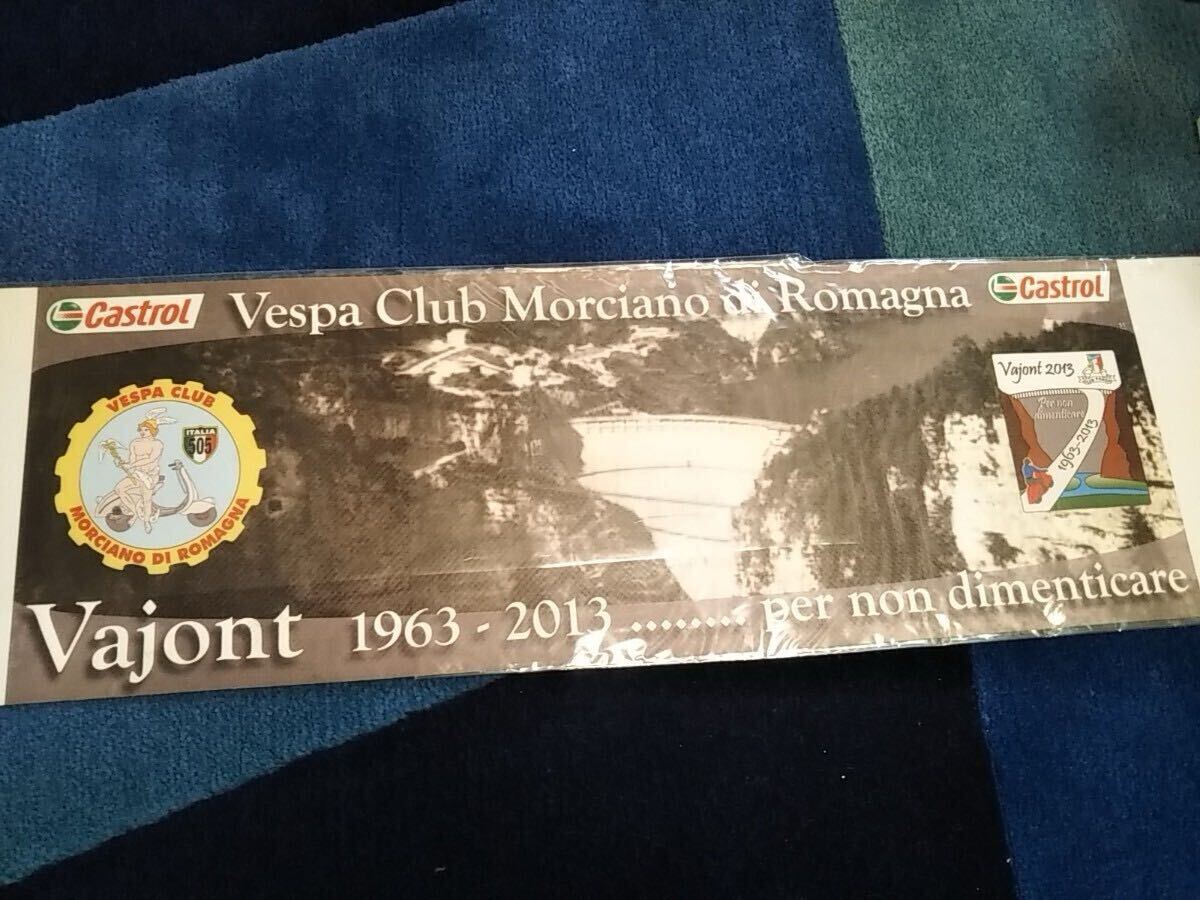 Castrol
Vespa Club Morciano di Romagna
Castrol
VESPA CLUB
ITALIA
505
MORCIANO DI ROMAGNA
Vajont 2013
Per non
dimenticare
1963-2013
Vajont 1963 - 2013 ........ per non dimenticare